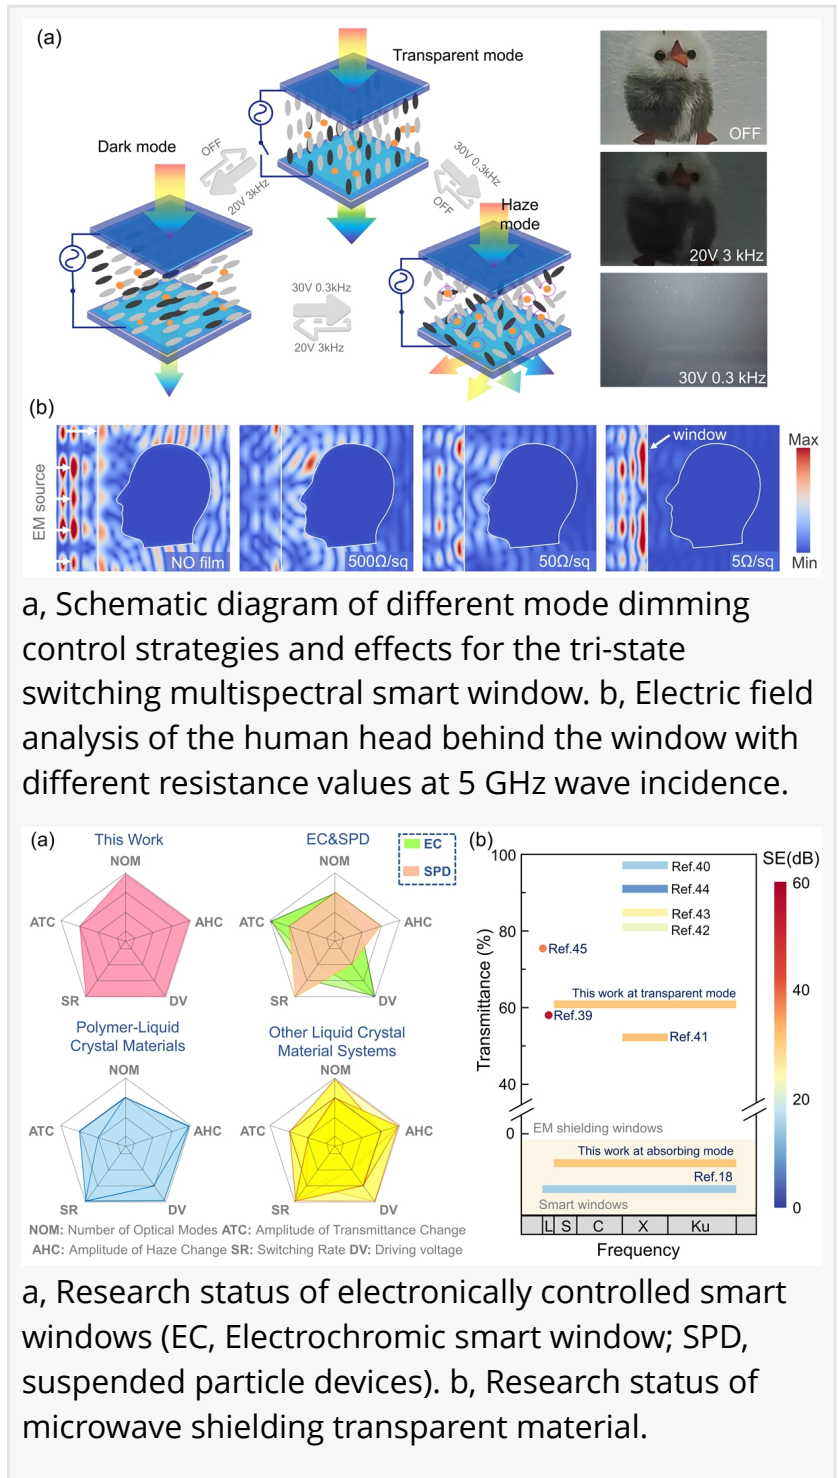 (a)
Transparent mode
Dark mode
OFF
20V 3kHz
30V 0.3kHz
OFF
Haze
mode
30V 0.3kHz
20V 3kHz
OFF
20V 3 kHz
30V 0.3 kHz
(b)
EM source
NO film
500Ω/sq
50Ω/sq
window
5Ω/sq
Max
Min
a, Schematic diagram of different mode dimming
control strategies and effects for the tri-state
switching multispectral smart window. b, Electric field
analysis of the human head behind the window with
different resistance values at 5 GHz wave incidence.
(a)
This Work
NOM
ATC
AHC
SR
DV
EC&SPD
EC
SPD
NOM
ATC
AHC
SR
DV
Polymer-Liquid
Crystal Materials
NOM
ATC
AHC
SR
DV
Other Liquid Crystal
Material Systems
NOM
ATC
AHC
SR
DV
NOM: Number of Optical Modes ATC: Amplitude of Transmittance Change
AHC: Amplitude of Haze Change SR: Switching Rate DV: Driving voltage
(b)
SE(dB)
Transmittance (%)
100
80
60
40
0
Ref.40
Ref.44
Ref.43
Ref.42
Ref.45
This work at transparent mode
Ref.39
Ref.41
EM shielding windows
This work at absorbing mode
Ref.18
Smart windows
L S C X Ku
Frequency
60
40
20
0
a, Research status of electronically controlled smart
windows (EC, Electrochromic smart window; SPD,
suspended particle devices). b, Research status of
microwave shielding transparent material.